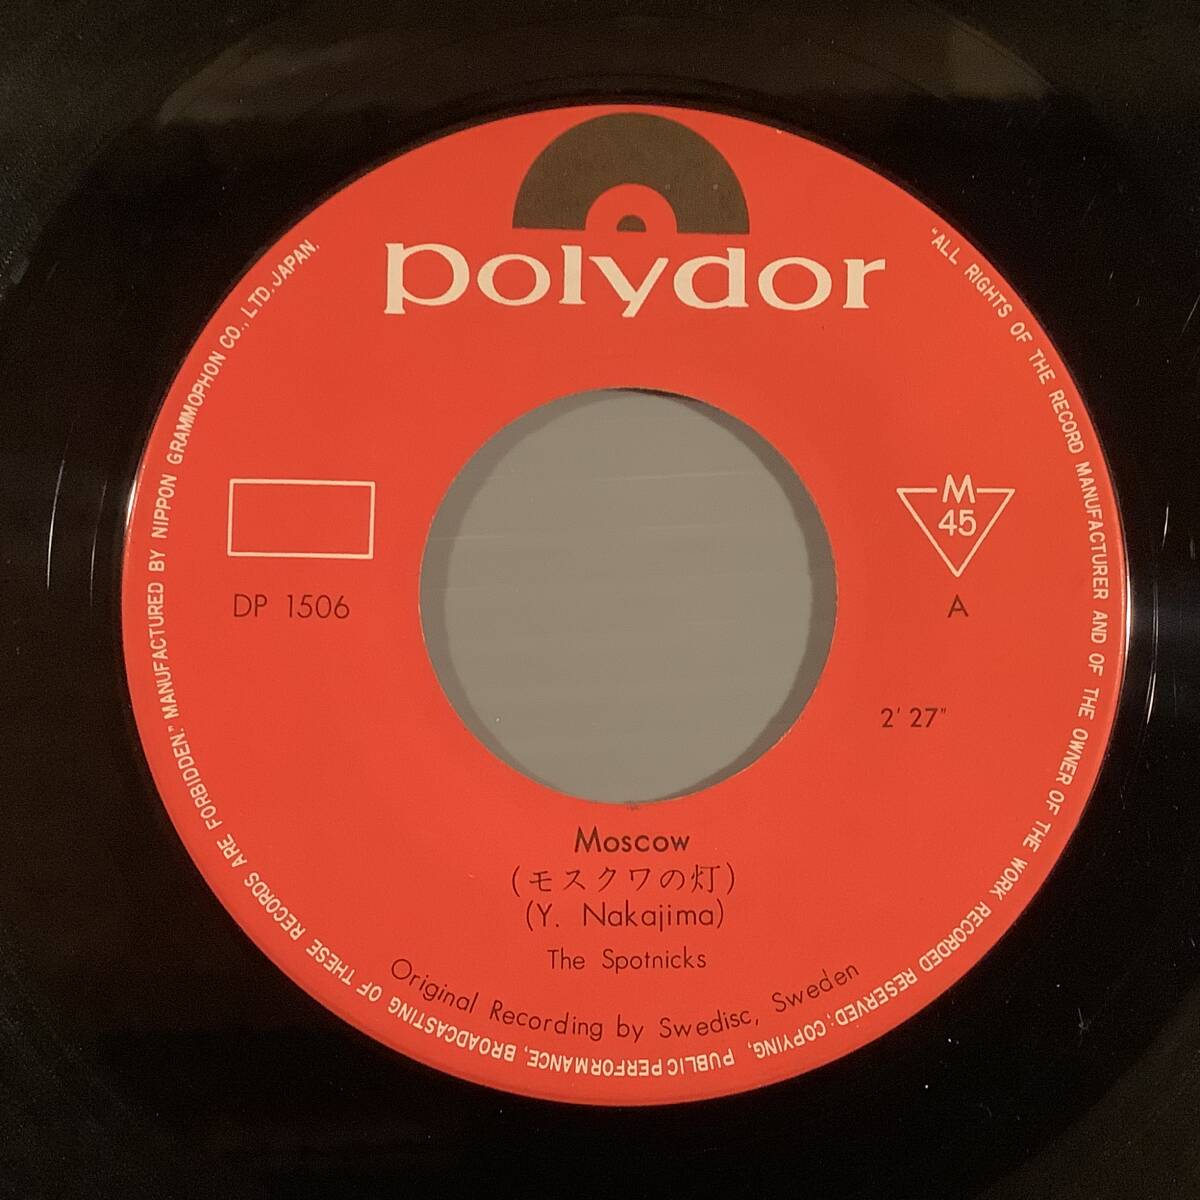 polydor
"ALL RIGHTS OF THE RECORD MANUFACTURER AND OF THE OWNER OF THE WORK RECORDED RESERVED; COPYING, PUBLIC PERFORMANCE, BROADCASTING OF THESE RECORDS ARE FORBIDDEN." MANUFACTURED BY NIPPON GRAMMOPHON CO., LTD. JAPAN.
M
45
DP 1506
A
2' 27"
Moscow
(モスクワの灯)
(Y. Nakajima)
The Spotnicks
Original Recording by Swedisc, Sweden